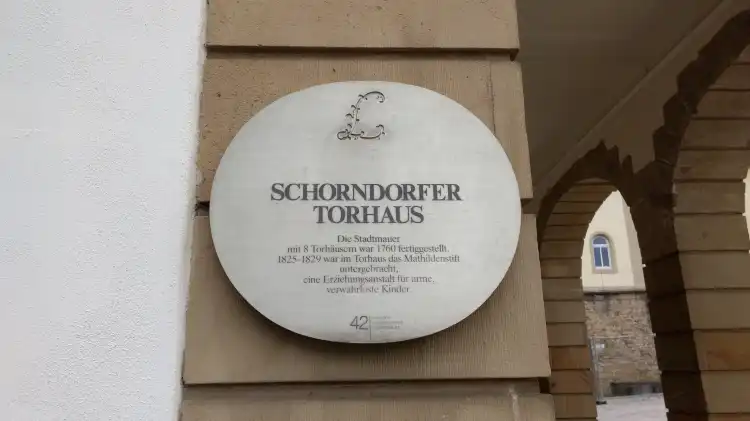 L
SCHORNDORFER
TORHAUS
Die Stadtmauer
mit 8 Torhäusern war 1760 fertiggestellt.
1825-1829 war im Torhaus das Mathildenstift
untergebracht,
eine Erziehungsanstalt für arme,
verwahrloste Kinder.
42